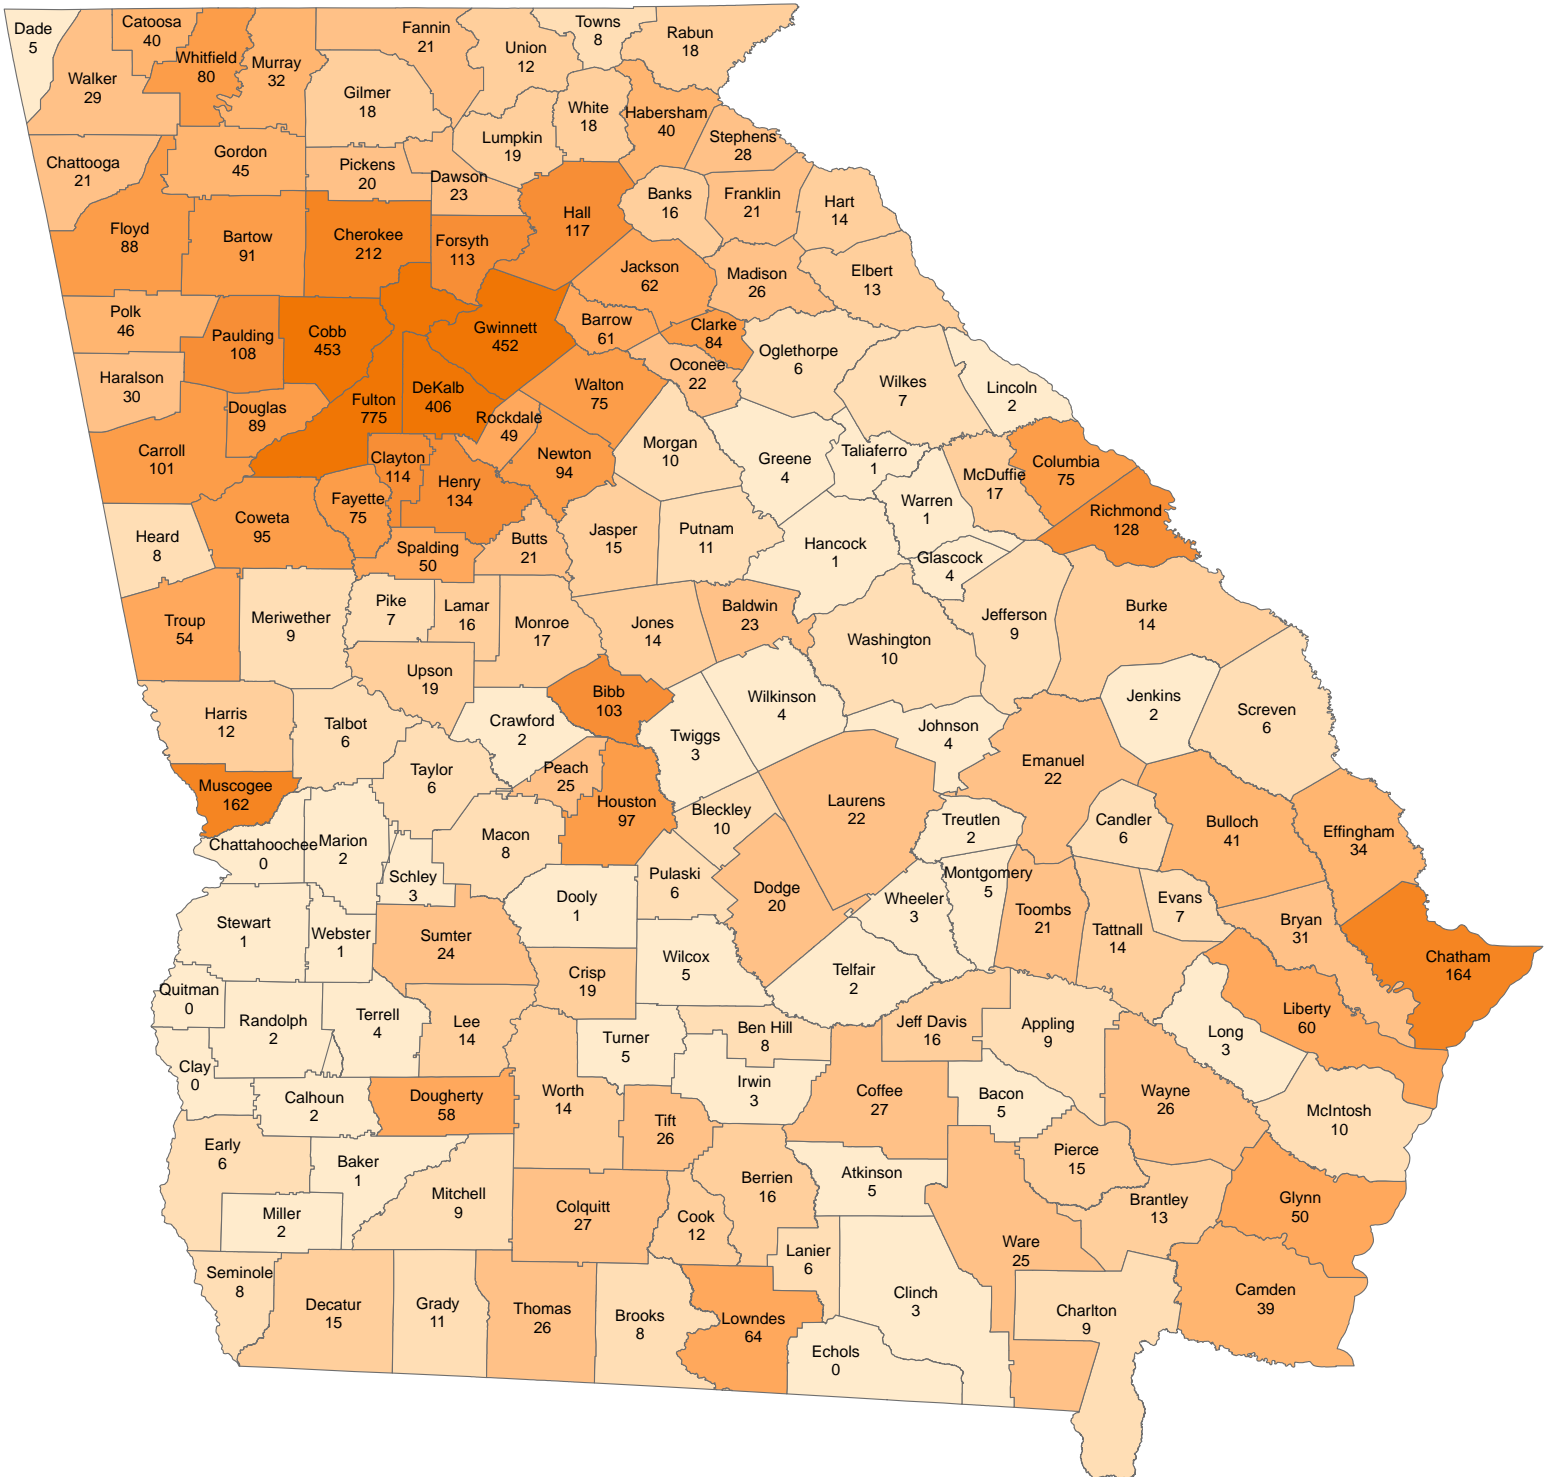 Dade
5
Catoosa
40
Whitfield
80
Murray
32
Fannin
21
Union
12
Towns
8
Rabun
18
Walker
29
Gilmer
18
White
18
Habersham
40
Stephens
28
Lumpkin
19
Chattooga
21
Gordon
45
Pickens
20
Dawson
23
Hall
117
Banks
16
Franklin
21
Hart
14
Floyd
88
Bartow
91
Cherokee
212
Forsyth
113
Jackson
62
Madison
26
Elbert
13
Polk
46
Paulding
108
Cobb
453
Gwinnett
452
Barrow
61
Clarke
84
Oconee
22
Oglethorpe
6
Wilkes
7
Lincoln
2
Haralson
30
Douglas
89
Fulton
775
DeKalb
406
Rockdale
49
Walton
75
Carroll
101
Clayton
114
Henry
134
Newton
94
Morgan
10
Greene
4
Taliaferro
1
McDuffie
17
Columbia
75
Warren
1
Richmond
128
Heard
8
Coweta
95
Fayette
75
Spalding
50
Butts
21
Jasper
15
Putnam
11
Hancock
1
Glascock
4
Jefferson
9
Burke
14
Troup
54
Meriwether
9
Pike
7
Lamar
16
Monroe
17
Jones
14
Baldwin
23
Washington
10
Upson
19
Bibb
103
Wilkinson
4
Jenkins
2
Screven
6
Harris
12
Talbot
6
Crawford
2
Twiggs
3
Johnson
4
Emanuel
22
Muscogee
162
Taylor
6
Peach
25
Houston
97
Bleckley
10
Laurens
22
Treutlen
2
Candler
6
Bulloch
41
Effingham
34
Chattahoochee
0
Marion
2
Macon
8
Schley
3
Pulaski
6
Dodge
20
Wheeler
3
Montgomery
5
Toombs
21
Tattnall
14
Evans
7
Bryan
31
Stewart
1
Webster
1
Sumter
24
Dooly
1
Wilcox
5
Telfair
2
Chatham
164
Quitman
0
Randolph
2
Terrell
4
Lee
14
Crisp
19
Turner
5
Ben Hill
8
Jeff Davis
16
Appling
9
Long
3
Liberty
60
Clay
0
Calhoun
2
Dougherty
58
Worth
14
Tift
26
Irwin
3
Coffee
27
Bacon
5
Wayne
26
McIntosh
10
Early
6
Baker
1
Mitchell
9
Miller
2
Colquitt
27
Cook
12
Berrien
16
Atkinson
5
Pierce
15
Brantley
13
Glynn
50
Seminole
8
Decatur
15
Grady
11
Thomas
26
Brooks
8
Lowndes
64
Lanier
6
Clinch
3
Echols
0
Ware
25
Charlton
9
Camden
39